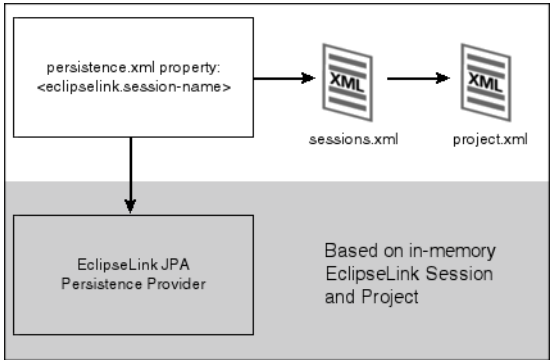 persistence.xml property:
<eclipselink.session-name>
XML
XML
sessions.xml
project.xml
EclipseLink JPA
Persistence Provider
Based on in-memory
EclipseLink Session
and Project